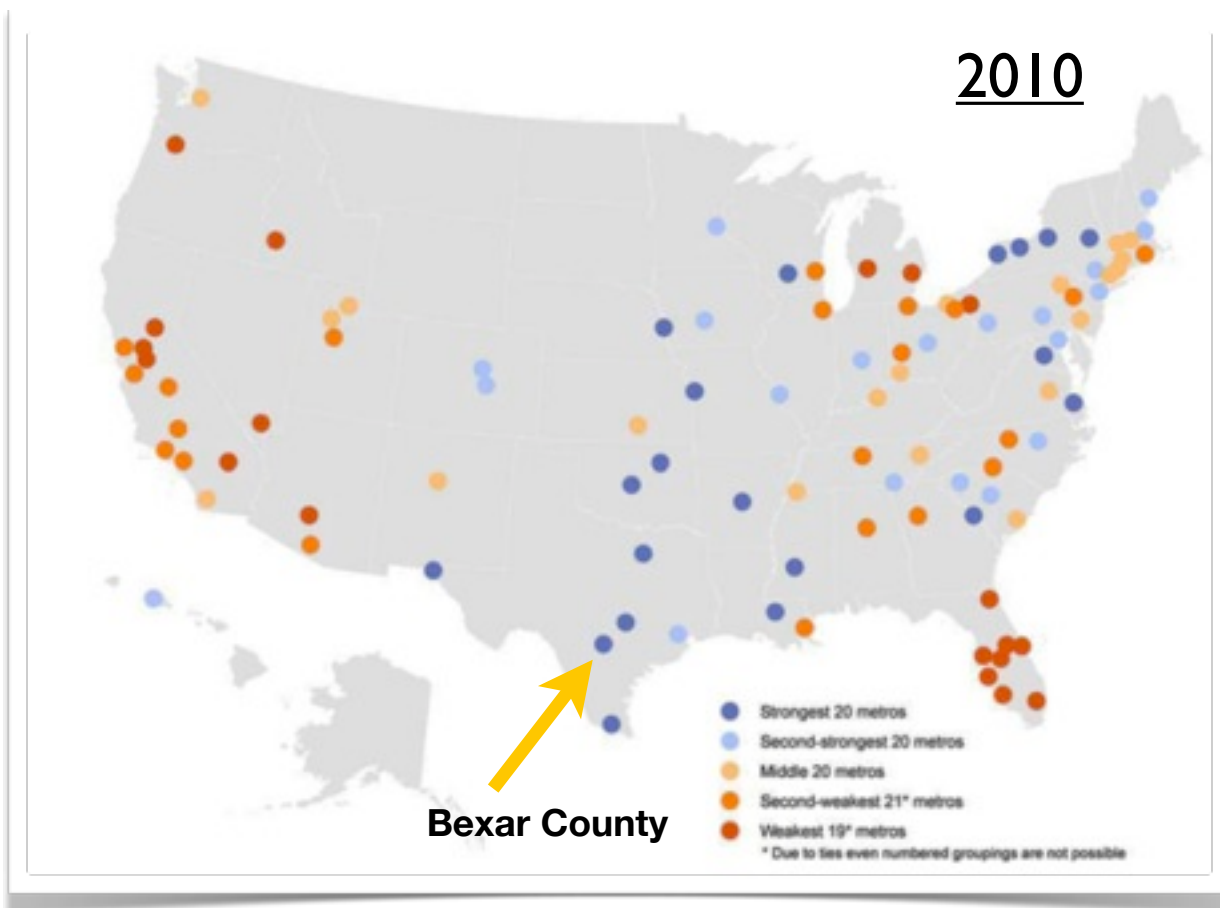 2010
Strongest 20 metros
Second-strongest 20 metros
Middle 20 metros
Second-weakest 21* metros
Weakest 19* metros
* Due to ties even numbered groupings are not possible
Bexar County